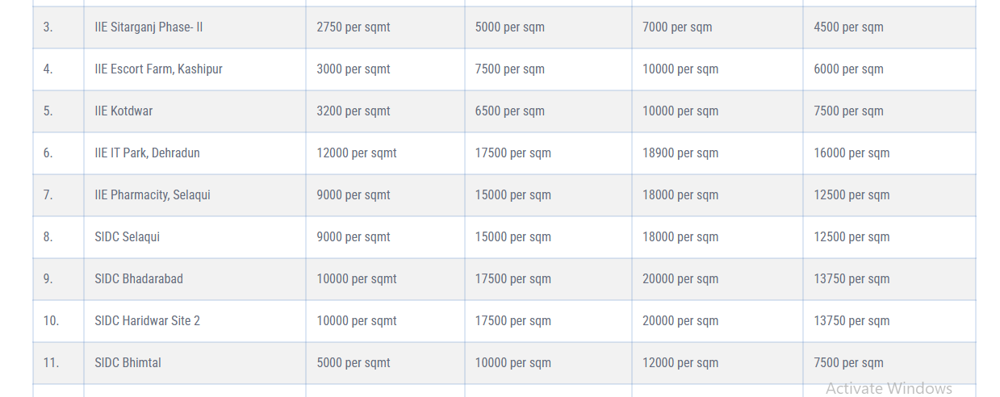 3. IIE Sitarganj Phase- II 2750 per sqmt 5000 per sqm 7000 per sqm 4500 per sqm
4. IIE Escort Farm, Kashipur 3000 per sqmt 7500 per sqm 10000 per sqm 6000 per sqm
5. IIE Kotdwar 3200 per sqmt 6500 per sqm 10000 per sqm 7500 per sqm
6. IIE IT Park, Dehradun 12000 per sqmt 17500 per sqm 18900 per sqm 16000 per sqm
7. IIE Pharmacity, Selaqui 9000 per sqmt 15000 per sqm 18000 per sqm 12500 per sqm
8. SIDC Selaqui 9000 per sqmt 15000 per sqm 18000 per sqm 12500 per sqm
9. SIDC Bhadarabad 10000 per sqmt 17500 per sqm 20000 per sqm 13750 per sqm
10. SIDC Haridwar Site 2 10000 per sqmt 17500 per sqm 20000 per sqm 13750 per sqm
11. SIDC Bhimtal 5000 per sqmt 10000 per sqm 12000 per sqm 7500 per sqm
Activate Windows